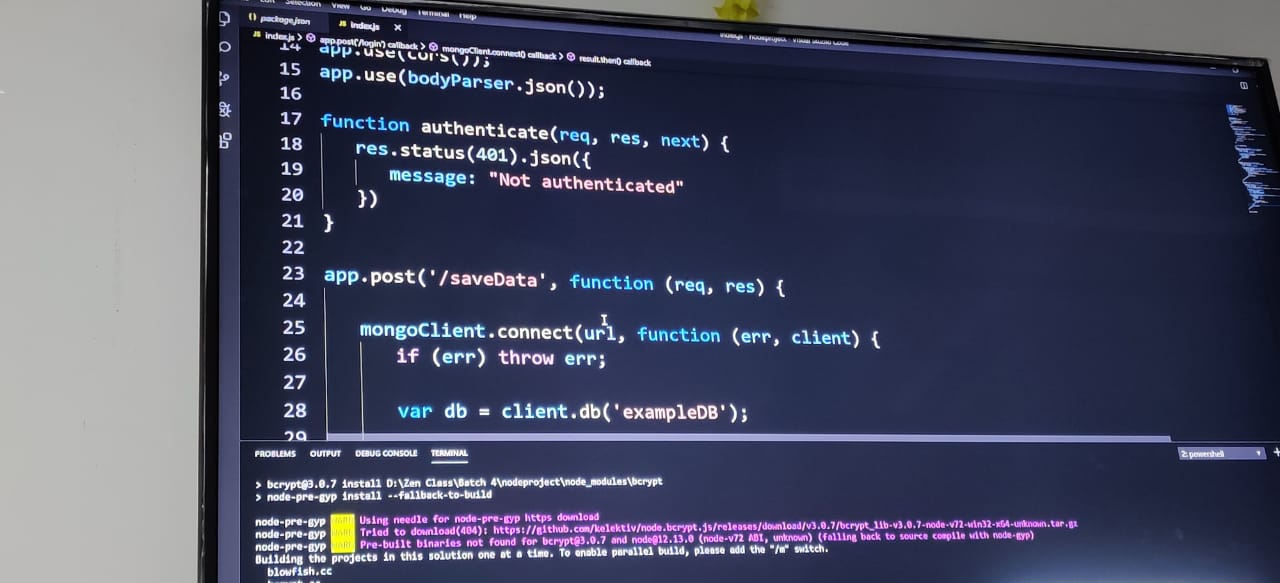 Selection View Go Debug Terminal Help
package.json
JS index.js ×
index.js - nodeproject - Visual Studio Code
JS index.js > app.post('/login') callback > mongoClient.connect() callback > result.then() callback
14 app.use(cors());
15 app.use(bodyParser.json());
16
17 function authenticate(req, res, next) {
18 res.status(401).json({
19 message: "Not authenticated"
20 })
21 }
22
23 app.post('/saveData', function (req, res) {
24
25 mongoClient.connect(url, function (err, client) {
26 if (err) throw err;
27
28 var db = client.db('exampleDB');
29
PROBLEMS OUTPUT DEBUG CONSOLE TERMINAL
2: powershell
> bcrypt@3.0.7 install D:\Zen Class\Batch 4\nodeproject\node_modules\bcrypt
> node-pre-gyp install --fallback-to-build
node-pre-gyp WARN Using needle for node-pre-gyp https download
node-pre-gyp WARN Tried to download(404): https://github.com/kelektiv/node.bcrypt.js/releases/download/v3.0.7/bcrypt_lib-v3.0.7-node-v72-win32-x64-unknown.tar.gz
node-pre-gyp WARN Pre-built binaries not found for bcrypt@3.0.7 and node@12.13.0 (node-v72 ABI, unknown) (falling back to source compile with node-gyp)
Building the projects in this solution one at a time. To enable parallel build, please add the "/m" switch.
blowfish.cc